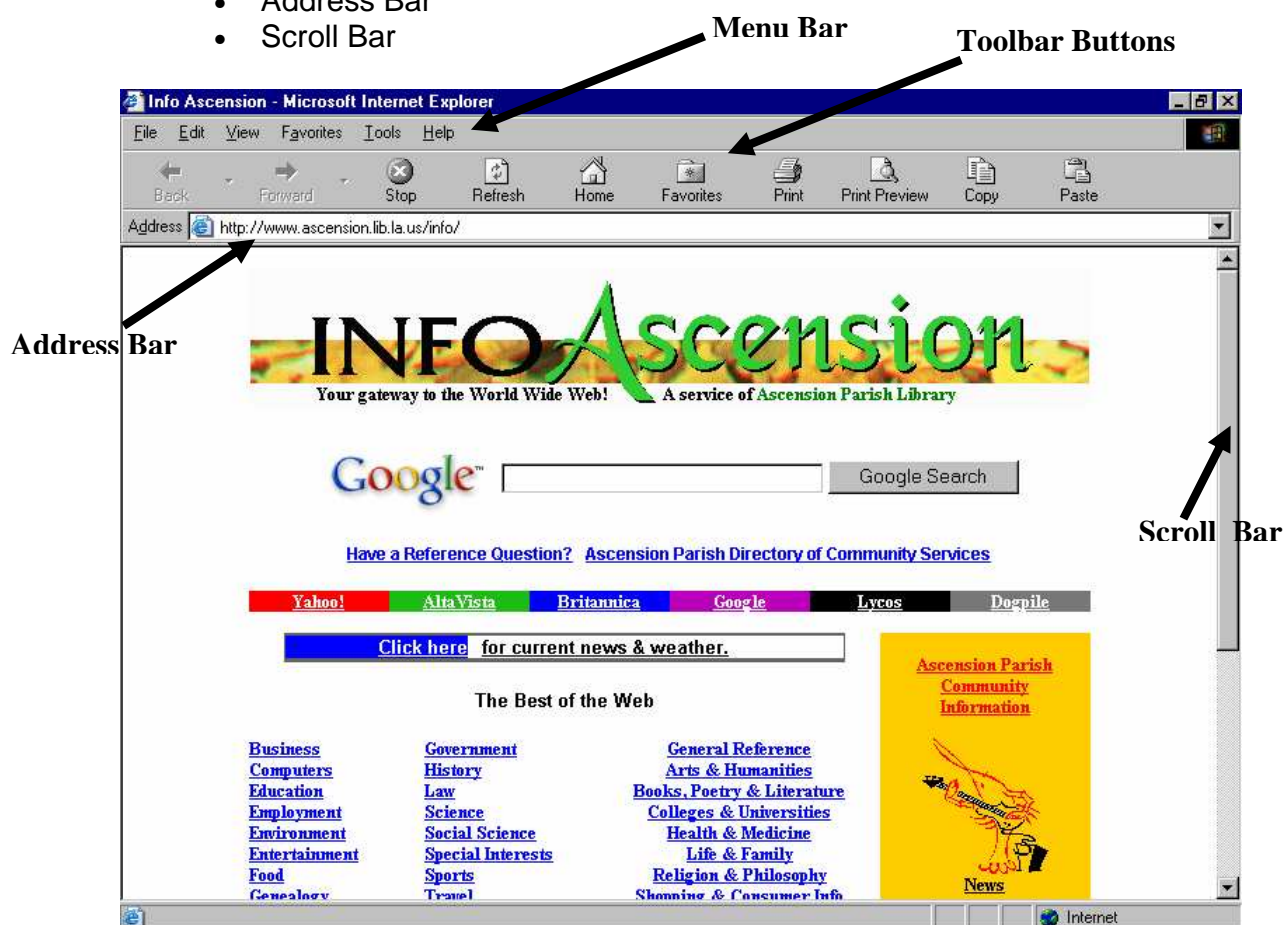 • Address Bar
• Scroll Bar
Menu Bar
Toolbar Buttons
Info Ascension - Microsoft Internet Explorer
File Edit View Favorites Tools Help
Back Forward Stop Refresh Home Favorites Print Print Preview Copy Paste
Address http://www.ascension.lib.la.us/info/
Address Bar
INFO Ascension
Your gateway to the World Wide Web! A service of Ascension Parish Library
Google™ Google Search
Scroll Bar
Have a Reference Question? Ascension Parish Directory of Community Services
Yahoo! AltaVista Britannica Google Lycos Dogpile
Click here for current news & weather.
The Best of the Web
Business Government General Reference
Computers History Arts & Humanities
Education Law Books, Poetry & Literature
Employment Science Colleges & Universities
Environment Social Science Health & Medicine
Entertainment Special Interests Life & Family
Food Sports Religion & Philosophy
Genealogy Travel Shopping & Consumer Info
Ascension Parish
Community
Information
News
Internet